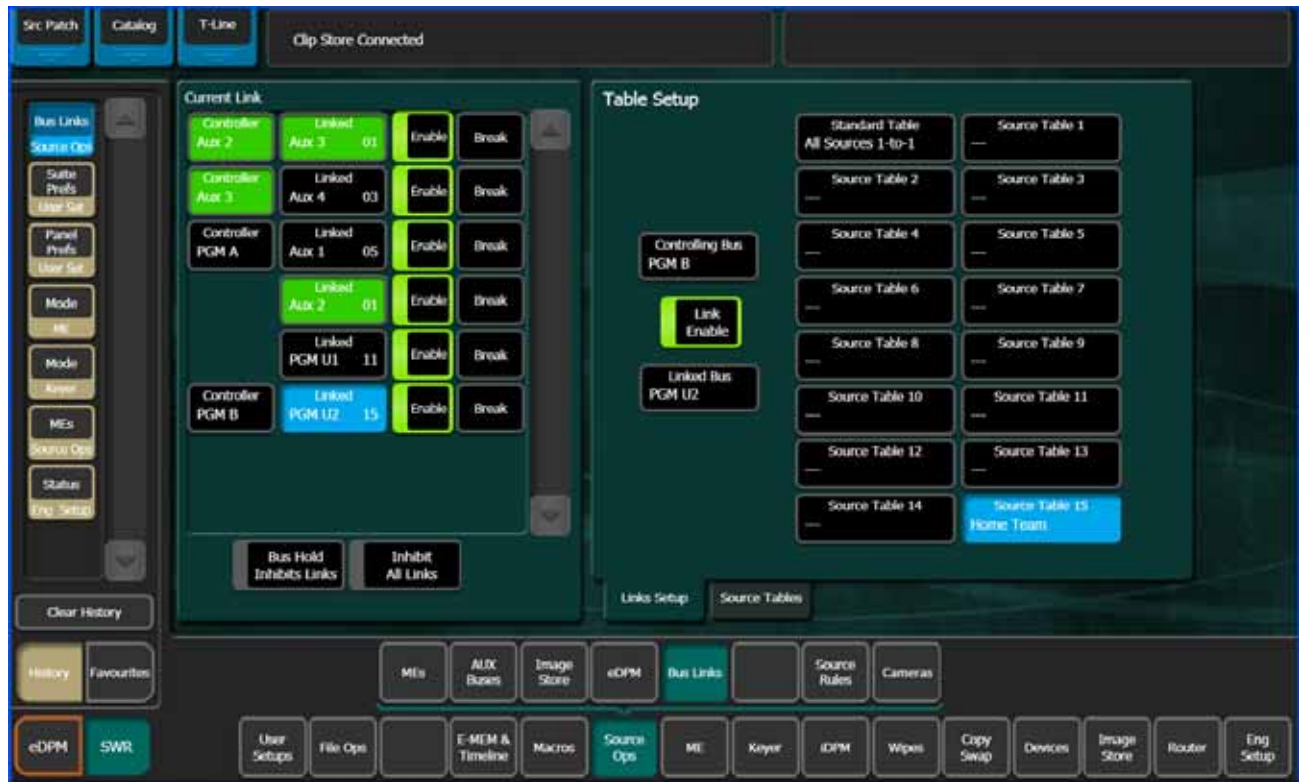 Src Patch
Catalog
T-Line
Clip Store Connected
Bus Links
Source Ops
Suite
Prefs
User Set
Panel
Prefs
User Set
Mode
ME
Mode
Keyer
MEs
Source Ops
Status
Eng Setup
Clear History
History
Favourites
Current Link
Controller
Aux 2
Linked
Aux 3 01
Enable
Break
Controller
Aux 3
Linked
Aux 4 03
Enable
Break
Controller
PGM A
Linked
Aux 1 05
Enable
Break
Linked
Aux 2 01
Enable
Break
Linked
PGM U1 11
Enable
Break
Controller
PGM B
Linked
PGM U2 15
Enable
Break
Bus Hold
Inhibits Links
Inhibit
All Links
Table Setup
Controlling Bus
PGM B
Link
Enable
Linked Bus
PGM U2
Standard Table
All Sources 1-to-1
Source Table 1
---
Source Table 2
---
Source Table 3
---
Source Table 4
---
Source Table 5
---
Source Table 6
---
Source Table 7
---
Source Table 8
---
Source Table 9
---
Source Table 10
---
Source Table 11
---
Source Table 12
---
Source Table 13
---
Source Table 14
---
Source Table 15
Home Team
Links Setup
Source Tables
MEs
AUX
Buses
Image
Store
eDPM
Bus Links
Source
Rules
Cameras
eDPM
SWR
User
Setups
File Ops
E-MEM &
Timeline
Macros
Source
Ops
ME
Keyer
iDPM
Wipes
Copy
Swap
Devices
Image
Store
Router
Eng
Setup